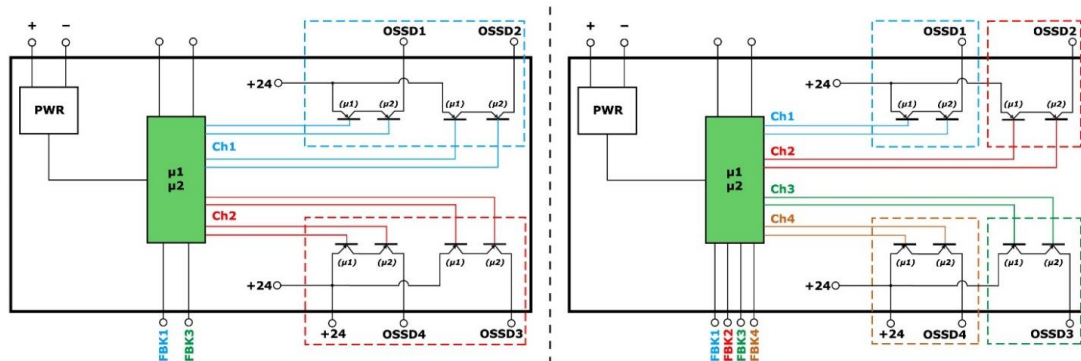 + −
OSSD1 OSSD2
+24
(µ1) (µ2) (µ1) (µ2)
PWR
Ch1
µ1
µ2
Ch2
(µ1) (µ2) (µ1) (µ2)
+24
+24 OSSD4 OSSD3
FBK1 FBK3
+ −
OSSD1 OSSD2
+24
(µ1) (µ2) (µ1) (µ2)
PWR
Ch1
Ch2
µ1
µ2
Ch3
Ch4
(µ1) (µ2) (µ1) (µ2)
+24
+24 OSSD4 OSSD3
FBK1 FBK2 FBK3 FBK4